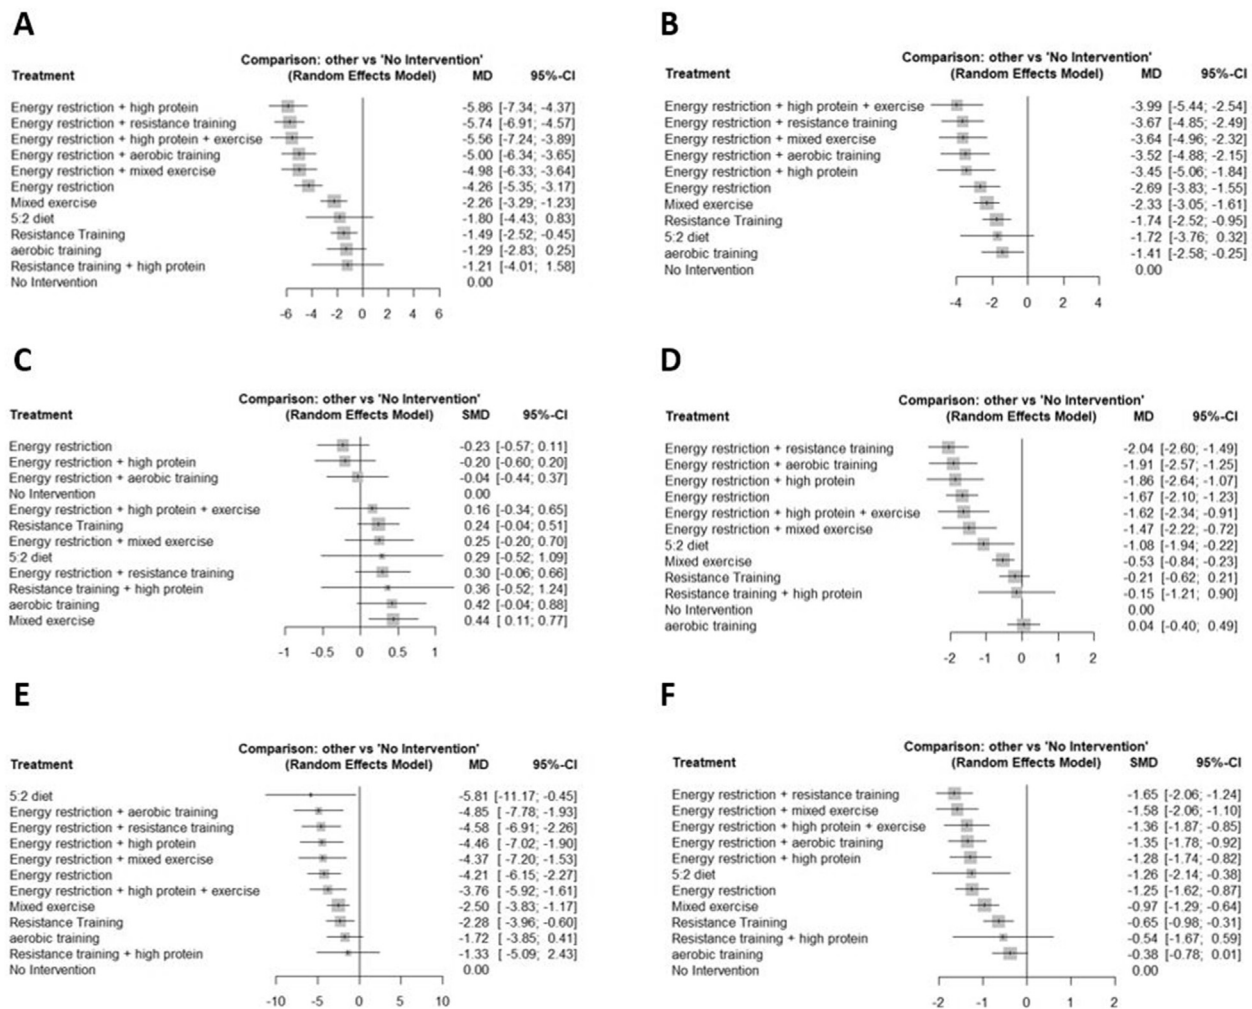 A
Comparison: other vs 'No Intervention'
Treatment (Random Effects Model) MD 95%-CI
Energy restriction + high protein -5.86 [-7.34; -4.37]
Energy restriction + resistance training -5.74 [-6.91; -4.57]
Energy restriction + high protein + exercise -5.56 [-7.24; -3.89]
Energy restriction + aerobic training -5.00 [-6.34; -3.65]
Energy restriction + mixed exercise -4.98 [-6.33; -3.64]
Energy restriction -4.26 [-5.35; -3.17]
Mixed exercise -2.26 [-3.29; -1.23]
5:2 diet -1.80 [-4.43; 0.83]
Resistance Training -1.49 [-2.52; -0.45]
aerobic training -1.29 [-2.83; 0.25]
Resistance training + high protein -1.21 [-4.01; 1.58]
No Intervention 0.00
-6 -4 -2 0 2 4 6
B
Comparison: other vs 'No Intervention'
Treatment (Random Effects Model) MD 95%-CI
Energy restriction + high protein + exercise -3.99 [-5.44; -2.54]
Energy restriction + resistance training -3.67 [-4.85; -2.49]
Energy restriction + mixed exercise -3.64 [-4.96; -2.32]
Energy restriction + aerobic training -3.52 [-4.88; -2.15]
Energy restriction + high protein -3.45 [-5.06; -1.84]
Energy restriction -2.69 [-3.83; -1.55]
Mixed exercise -2.33 [-3.05; -1.61]
Resistance Training -1.74 [-2.52; -0.95]
5:2 diet -1.72 [-3.76; 0.32]
aerobic training -1.41 [-2.58; -0.25]
No Intervention 0.00
-4 -2 0 2 4
C
Comparison: other vs 'No Intervention'
Treatment (Random Effects Model) SMD 95%-CI
Energy restriction -0.23 [-0.57; 0.11]
Energy restriction + high protein -0.20 [-0.60; 0.20]
Energy restriction + aerobic training -0.04 [-0.44; 0.37]
No Intervention 0.00
Energy restriction + high protein + exercise 0.16 [-0.34; 0.65]
Resistance Training 0.24 [-0.04; 0.51]
Energy restriction + mixed exercise 0.25 [-0.20; 0.70]
5:2 diet 0.29 [-0.52; 1.09]
Energy restriction + resistance training 0.30 [-0.06; 0.66]
Resistance training + high protein 0.36 [-0.52; 1.24]
aerobic training 0.42 [-0.04; 0.88]
Mixed exercise 0.44 [ 0.11; 0.77]
-1 -0.5 0 0.5 1
D
Comparison: other vs 'No Intervention'
Treatment (Random Effects Model) MD 95%-CI
Energy restriction + resistance training -2.04 [-2.60; -1.49]
Energy restriction + aerobic training -1.91 [-2.57; -1.25]
Energy restriction + high protein -1.86 [-2.64; -1.07]
Energy restriction -1.67 [-2.10; -1.23]
Energy restriction + high protein + exercise -1.62 [-2.34; -0.91]
Energy restriction + mixed exercise -1.47 [-2.22; -0.72]
5:2 diet -1.08 [-1.94; -0.22]
Mixed exercise -0.53 [-0.84; -0.23]
Resistance Training -0.21 [-0.62; 0.21]
Resistance training + high protein -0.15 [-1.21; 0.90]
No Intervention 0.00
aerobic training 0.04 [-0.40; 0.49]
-2 -1 0 1 2
E
Comparison: other vs 'No Intervention'
Treatment (Random Effects Model) MD 95%-CI
5:2 diet -5.81 [-11.17; -0.45]
Energy restriction + aerobic training -4.85 [ -7.78; -1.93]
Energy restriction + resistance training -4.58 [ -6.91; -2.26]
Energy restriction + high protein -4.46 [ -7.02; -1.90]
Energy restriction + mixed exercise -4.37 [ -7.20; -1.53]
Energy restriction -4.21 [ -6.15; -2.27]
Energy restriction + high protein + exercise -3.76 [ -5.92; -1.61]
Mixed exercise -2.50 [ -3.83; -1.17]
Resistance Training -2.28 [ -3.96; -0.60]
aerobic training -1.72 [ -3.85; 0.41]
Resistance training + high protein -1.33 [ -5.09; 2.43]
No Intervention 0.00
-10 -5 0 5 10
F
Comparison: other vs 'No Intervention'
Treatment (Random Effects Model) SMD 95%-CI
Energy restriction + resistance training -1.65 [-2.06; -1.24]
Energy restriction + mixed exercise -1.58 [-2.06; -1.10]
Energy restriction + high protein + exercise -1.36 [-1.87; -0.85]
Energy restriction + aerobic training -1.35 [-1.78; -0.92]
Energy restriction + high protein -1.28 [-1.74; -0.82]
5:2 diet -1.26 [-2.14; -0.38]
Energy restriction -1.25 [-1.62; -0.87]
Mixed exercise -0.97 [-1.29; -0.64]
Resistance Training -0.65 [-0.98; -0.31]
Resistance training + high protein -0.54 [-1.67; 0.59]
aerobic training -0.38 [-0.78; 0.01]
No Intervention 0.00
-2 -1 0 1 2